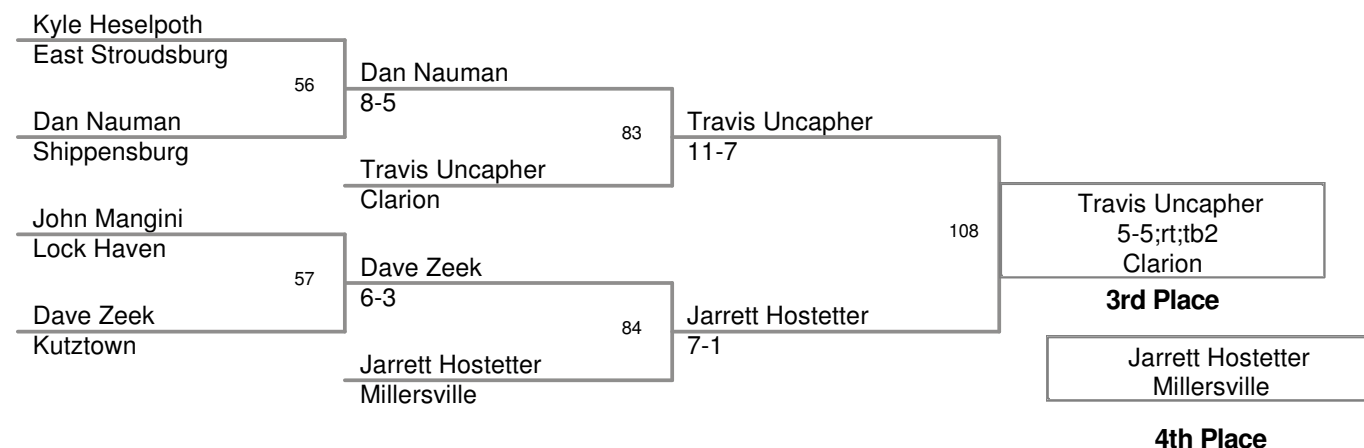 Kyle Heselpoth
East Stroudsburg
56
Dan Nauman
8-5
Dan Nauman
Shippensburg
83
Travis Uncapher
11-7
Travis Uncapher
Clarion
John Mangini
Lock Haven
108
Travis Uncapher
5-5;rt;tb2
Clarion
3rd Place
57
Dave Zeek
6-3
Dave Zeek
Kutztown
84
Jarrett Hostetter
7-1
Jarrett Hostetter
Millersville
Jarrett Hostetter
Millersville
4th Place